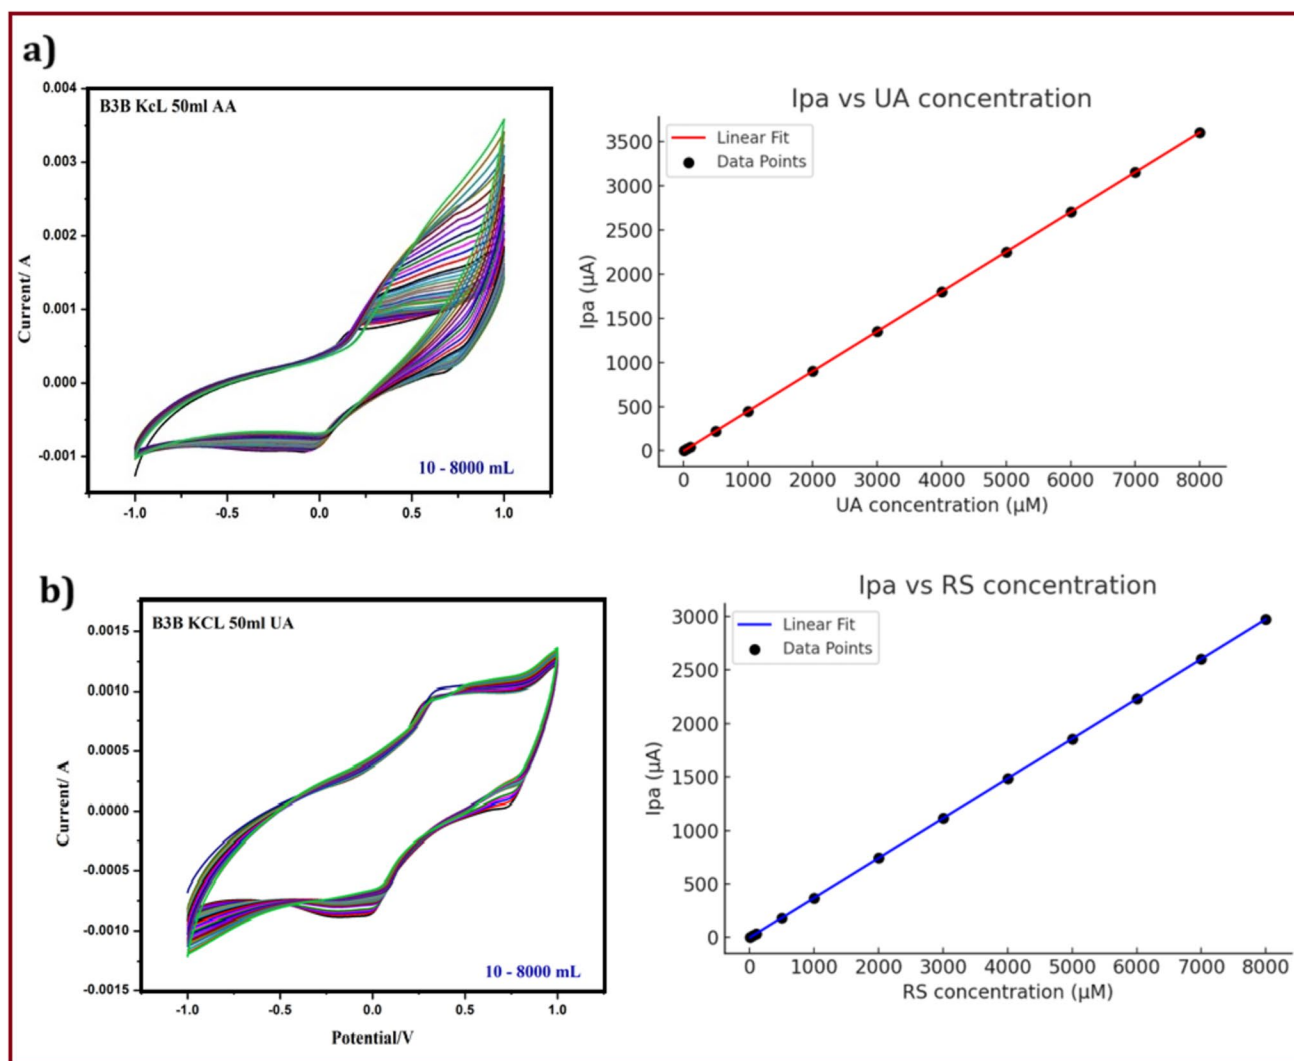 a)
B3B KcL 50ml AA
0.004
0.003
0.002
0.001
0.000
-0.001
Current/ A
-1.0 -0.5 0.0 0.5 1.0
10 - 8000 mL
Ipa vs UA concentration
Linear Fit
Data Points
3500
3000
2500
2000
1500
1000
500
0
Ipa (μA)
0 1000 2000 3000 4000 5000 6000 7000 8000
UA concentration (μM)
b)
B3B KCL 50ml UA
0.0015
0.0010
0.0005
0.0000
-0.0005
-0.0010
-0.0015
Current/ A
-1.0 -0.5 0.0 0.5 1.0
10 - 8000 mL
Potential/V
Ipa vs RS concentration
Linear Fit
Data Points
3000
2500
2000
1500
1000
500
0
Ipa (μA)
0 1000 2000 3000 4000 5000 6000 7000 8000
RS concentration (μM)